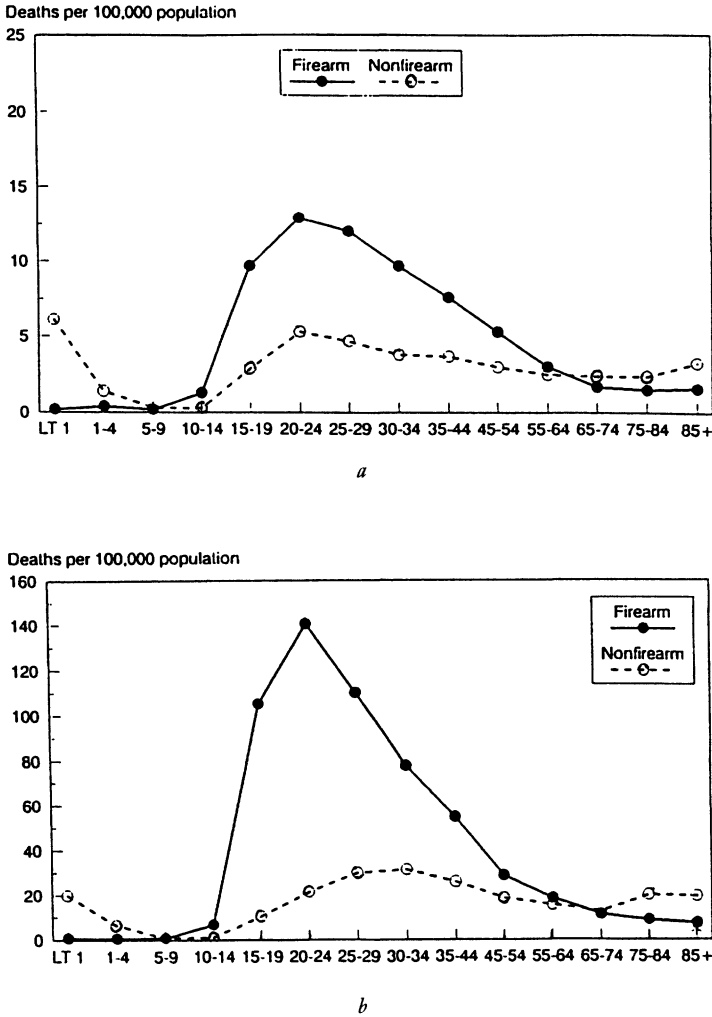 Deaths per 100,000 population
25
Firearm Nonfirearm
20
15
10
5
0
LT 1 1-4 5-9 10-14 15-19 20-24 25-29 30-34 35-44 45-54 55-64 65-74 75-84 85+
a
Deaths per 100,000 population
160
Firearm
140
Nonfirearm
120
100
80
60
40
20
0
LT 1 1-4 5-9 10-14 15-19 20-24 25-29 30-34 35-44 45-54 55-64 65-74 75-84 85+
b